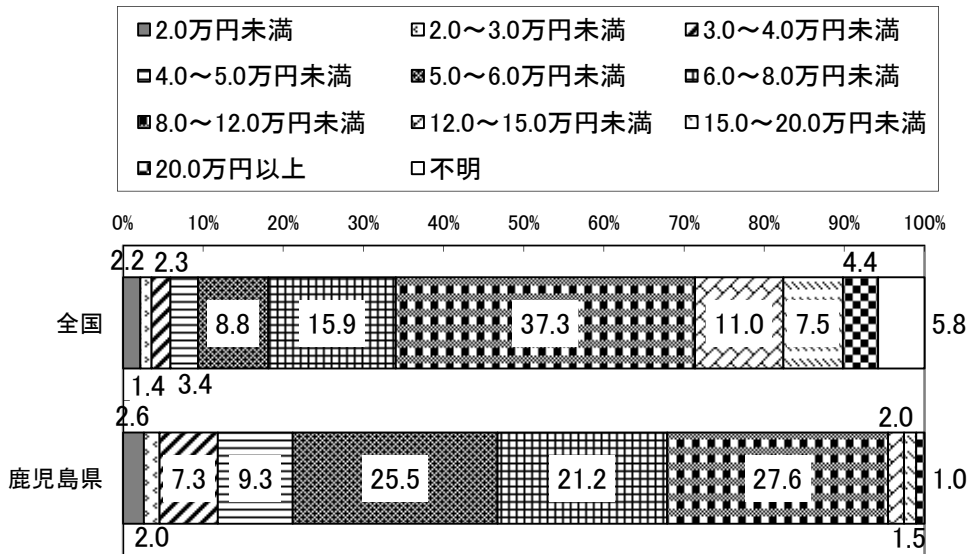 2.0万円未満 2.0～3.0万円未満 3.0～4.0万円未満
4.0～5.0万円未満 5.0～6.0万円未満 6.0～8.0万円未満
8.0～12.0万円未満 12.0～15.0万円未満 15.0～20.0万円未満
20.0万円以上 不明
0% 10% 20% 30% 40% 50% 60% 70% 80% 90% 100%
2.2 2.3 4.4
全国 8.8 15.9 37.3 11.0 7.5 5.8
1.4 3.4
2.6 2.0
鹿児島県 7.3 9.3 25.5 21.2 27.6 1.0
2.0 1.5